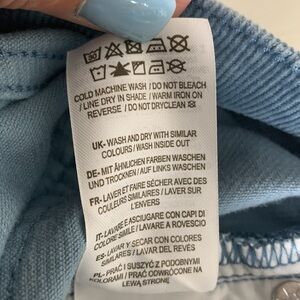 COLD MACHINE WASH / DO NOT BLEACH
/ LINE DRY IN SHADE / WARM IRON ON
REVERSE / DO NOT DRYCLEAN
UK- WASH AND DRY WITH SIMILAR
COLOURS / WASH INSIDE OUT
DE- MIT ÄHNLICHEN FARBEN WASCHEN
UND TROCKNEN / AUF LINKS WASCHEN
FR- LAVER ET FAIRE SÉCHER AVEC DES
COULEURS SIMILAIRES / LAVER SUR
L'ENVERS
IT- LAVARE E ASCIUGARE CON CAPI DI
COLORE SIMILE / LAVARE A ROVESCIO
ES- LAVAR Y SECAR CON COLORES
SIMILARES / LAVAR DEL REVÉS
PL- PRAĆ I SUSZYĆ Z PODOBNYMI
KOLORAMI / PRAĆ ODWRÓCONE NA
LEWĄ STRONĘ